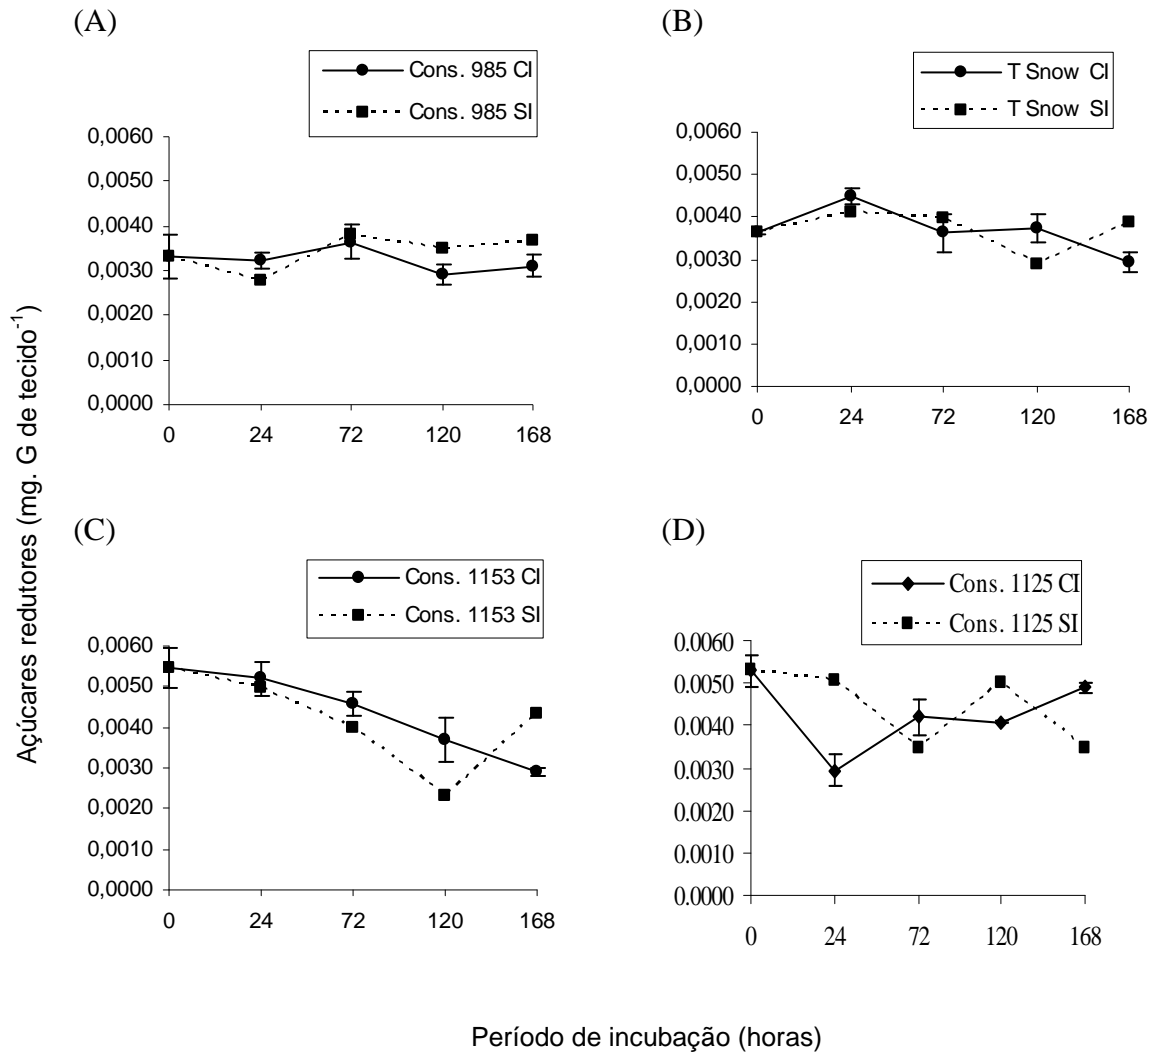 (A)
Cons. 985 CI
Cons. 985 SI
0,0060
0,0050
0,0040
0,0030
0,0020
0,0010
0,0000
0 24 72 120 168
(B)
T Snow CI
T Snow SI
0,0060
0,0050
0,0040
0,0030
0,0020
0,0010
0,0000
0 24 72 120 168
Açúcares redutores (mg. G de tecido-1)
(C)
Cons. 1153 CI
Cons. 1153 SI
0,0060
0,0050
0,0040
0,0030
0,0020
0,0010
0,0000
0 24 72 120 168
(D)
Cons. 1125 CI
Cons. 1125 SI
0.0060
0.0050
0.0040
0.0030
0.0020
0.0010
0.0000
0 24 72 120 168
Período de incubação (horas)